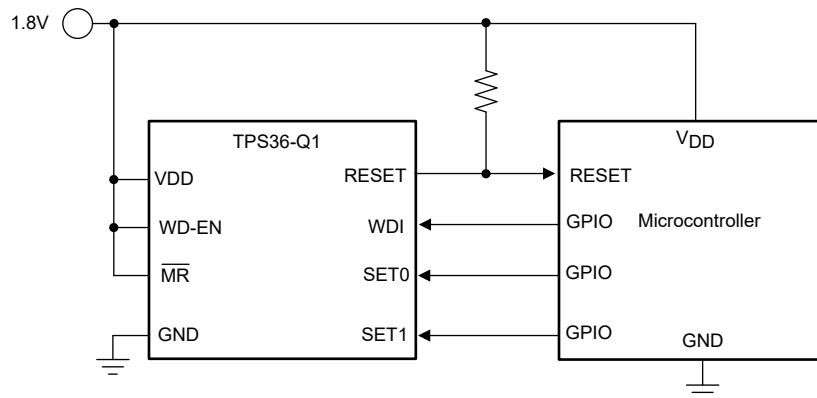 1.8V
TPS36-Q1
VDD
WD-EN
MR
GND
RESET
WDI
SET0
SET1
VDD
RESET
GPIO
Microcontroller
GPIO
GPIO
GND